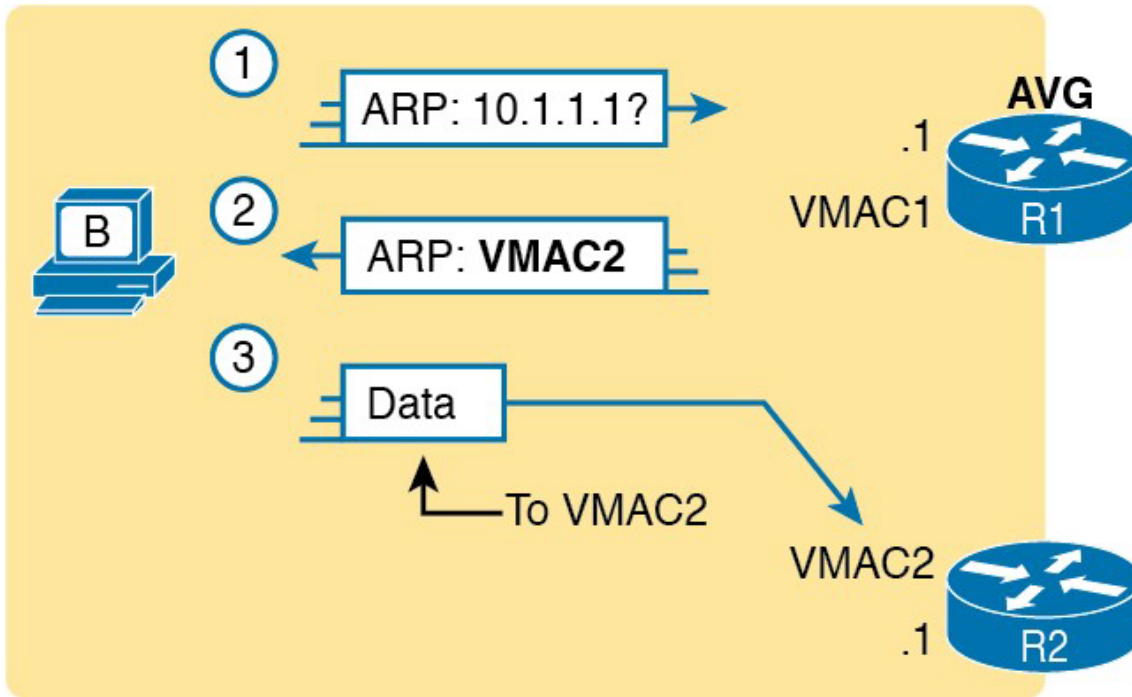 1
ARP: 10.1.1.1?
AVG
.1
VMAC1
R1
B
2
ARP: VMAC2
3
Data
To VMAC2
VMAC2
.1
R2